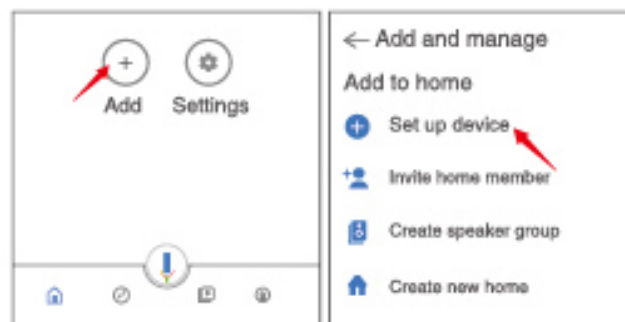 Add Settings
Add and manage
Add to home
Set up device
Invite home member
Create speaker group
Create new home